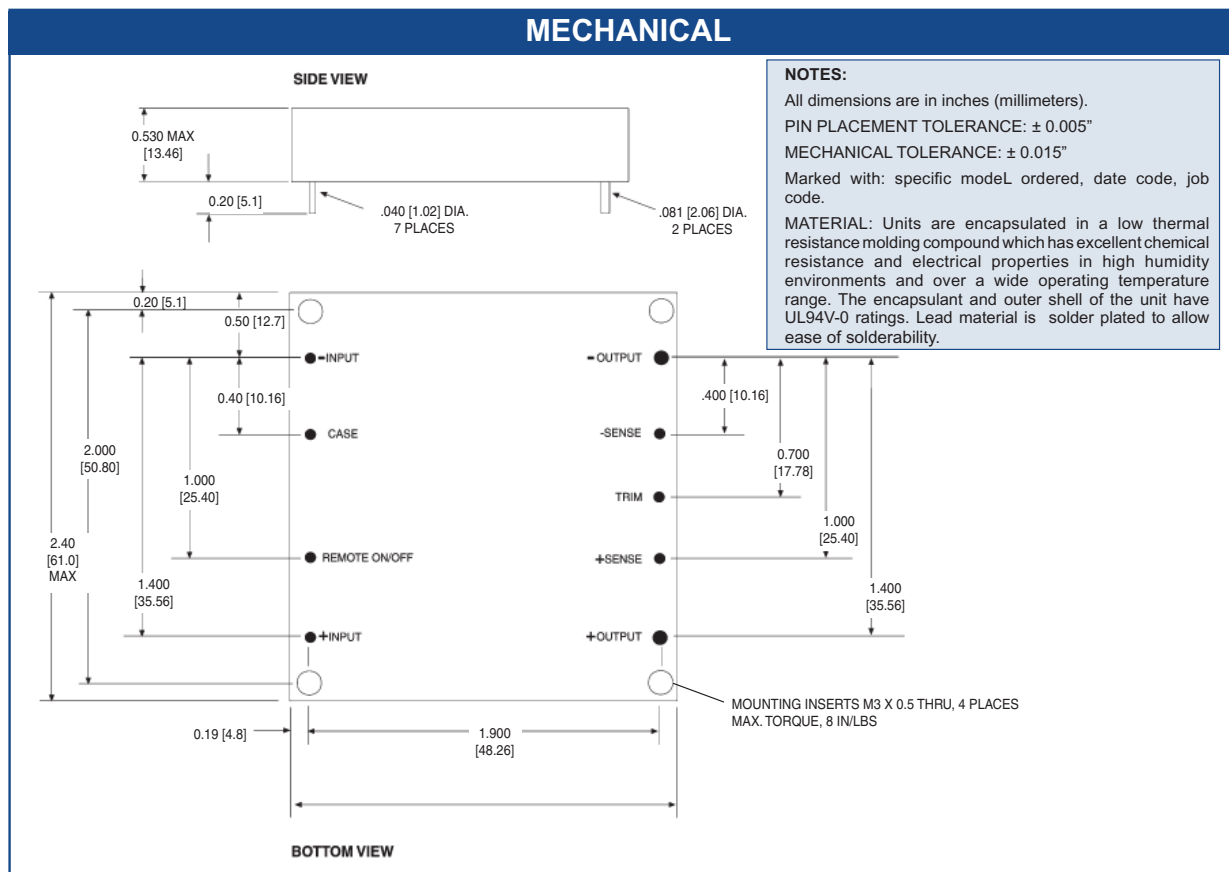 MECHANICAL
SIDE VIEW
0.530 MAX
[13.46]
0.20 [5.1]
.040 [1.02] DIA.
7 PLACES
.081 [2.06] DIA.
2 PLACES
NOTES:
All dimensions are in inches (millimeters).
PIN PLACEMENT TOLERANCE: ± 0.005”
MECHANICAL TOLERANCE: ± 0.015”
Marked with: specific modeL ordered, date code, job
code.
MATERIAL: Units are encapsulated in a low thermal
resistance molding compound which has excellent chemical
resistance and electrical properties in high humidity
environments and over a wide operating temperature
range. The encapsulant and outer shell of the unit have
UL94V-0 ratings. Lead material is solder plated to allow
ease of solderability.
0.20 [5.1]
0.50 [12.7]
-INPUT
-OUTPUT
0.40 [10.16]
.400 [10.16]
CASE
-SENSE
2.000
[50.80]
0.700
[17.78]
1.000
[25.40]
TRIM
1.000
[25.40]
2.40
[61.0]
MAX
REMOTE ON/OFF
+SENSE
1.400
[35.56]
1.400
[35.56]
+INPUT
+OUTPUT
MOUNTING INSERTS M3 X 0.5 THRU, 4 PLACES
MAX. TORQUE, 8 IN/LBS
0.19 [4.8]
1.900
[48.26]
BOTTOM VIEW